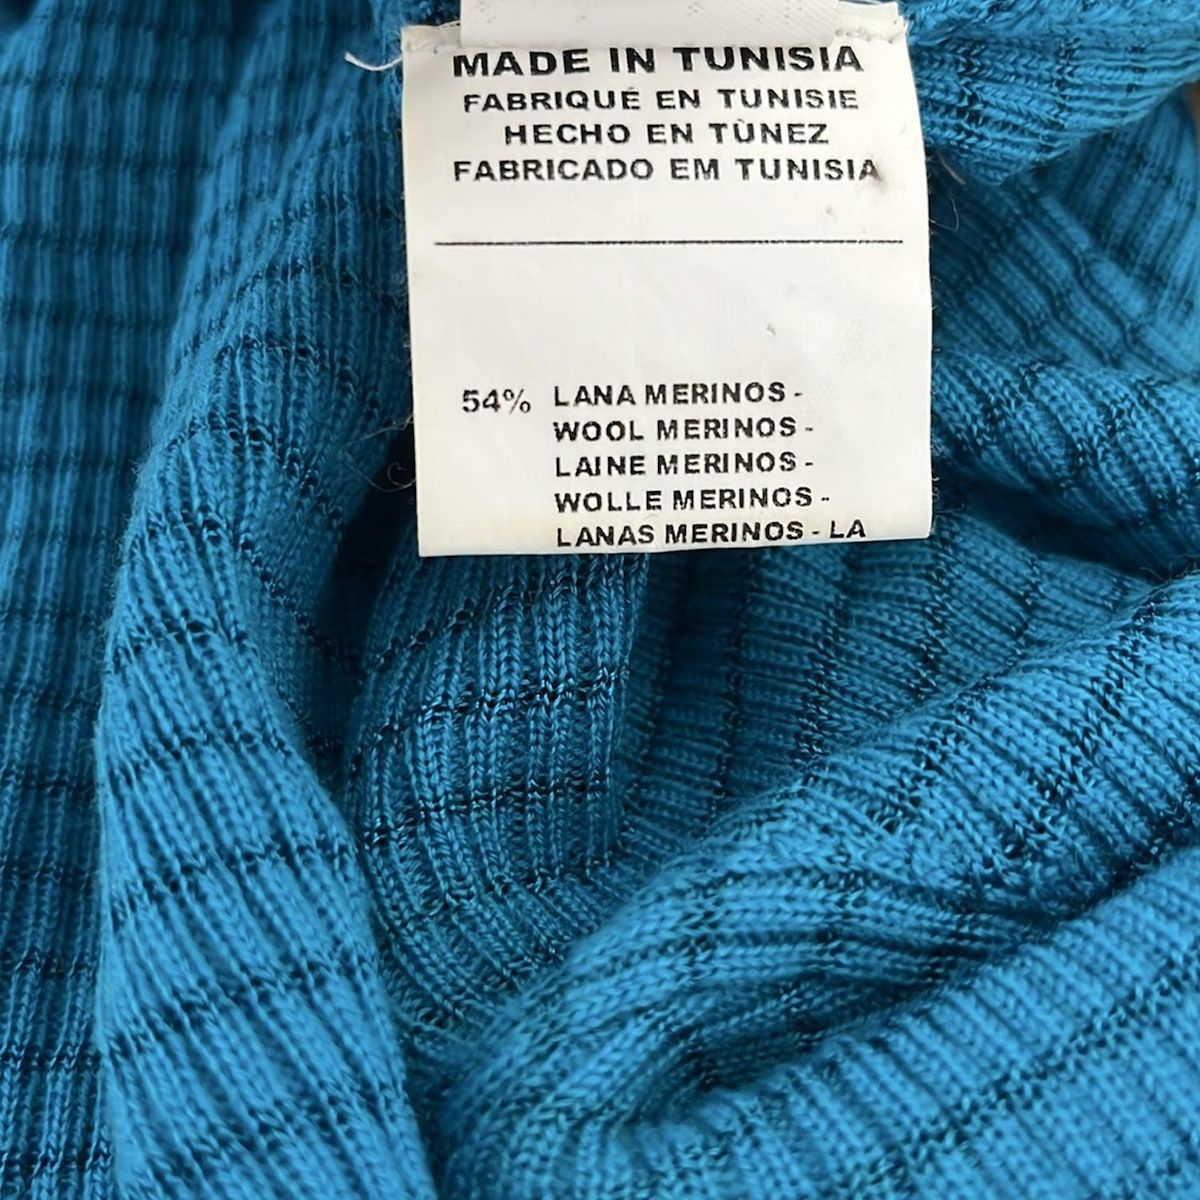 MADE IN TUNISIA
FABRIQUÉ EN TUNISIE
HECHO EN TÙNEZ
FABRICADO EM TUNISIA
54% LANA MERINOS -
WOOL MERINOS -
LAINE MERINOS -
WOLLE MERINOS -
LANAS MERINOS - LA